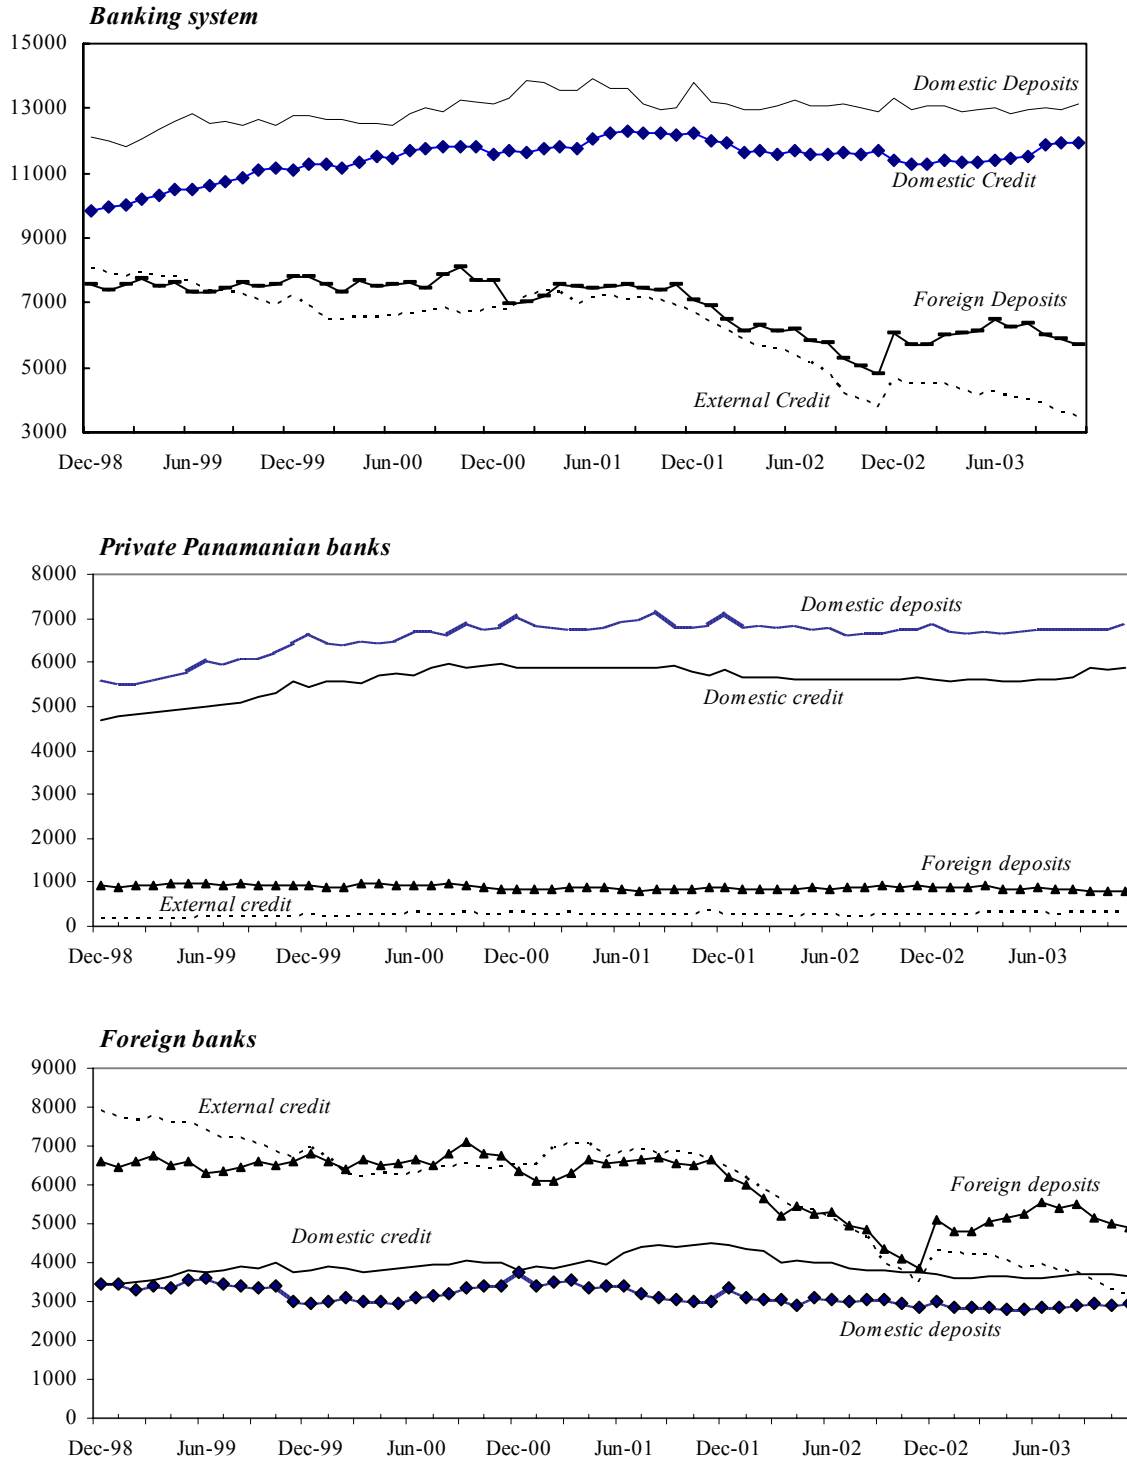 Banking system
15000
13000
11000
9000
7000
5000
3000
Domestic Deposits
Domestic Credit
Foreign Deposits
External Credit
Dec-98 Jun-99 Dec-99 Jun-00 Dec-00 Jun-01 Dec-01 Jun-02 Dec-02 Jun-03
Private Panamanian banks
8000
7000
6000
5000
4000
3000
2000
1000
0
Domestic deposits
Domestic credit
Foreign deposits
External credit
Dec-98 Jun-99 Dec-99 Jun-00 Dec-00 Jun-01 Dec-01 Jun-02 Dec-02 Jun-03
Foreign banks
9000
8000
7000
6000
5000
4000
3000
2000
1000
0
External credit
Foreign deposits
Domestic credit
Domestic deposits
Dec-98 Jun-99 Dec-99 Jun-00 Dec-00 Jun-01 Dec-01 Jun-02 Dec-02 Jun-03